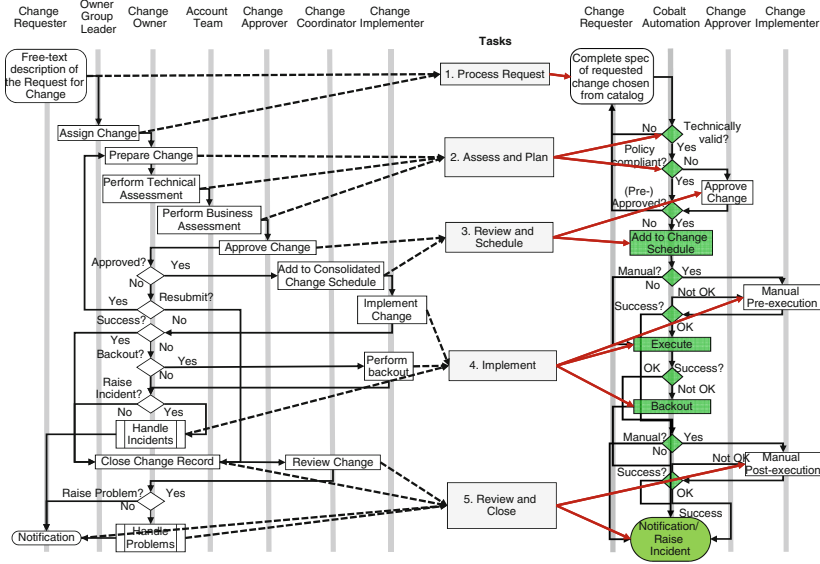 Change Requester
Owner Group Leader
Change Owner
Account Team
Change Approver
Change Coordinator
Change Implementer
Tasks
Change Requester
Cobalt Automation
Change Approver
Change Implementer
Free-text
description of
the Request for
Change
Assign Change
Prepare Change
Perform Technical
Assessment
Perform Business
Assessment
Approve Change
Approved?
Yes
No
Add to Consolidated
Change Schedule
Resubmit?
Yes
No
Implement
Change
Success?
Yes
No
Backout?
Yes
No
Perform
backout
Raise
Incident?
No
Yes
Handle
Incidents
Close Change Record
Review Change
Raise Problem?
Yes
No
Handle
Problems
Notification
1. Process Request
2. Assess and Plan
3. Review and
Schedule
4. Implement
5. Review and
Close
Complete spec
of requested
change chosen
from catalog
No
Technically
valid?
Yes
Policy
compliant?
No
Yes
Approve
Change
(Pre-)
Approved?
No
Yes
Add to Change
Schedule
Manual?
Yes
No
Manual
Pre-execution
Not OK
Success?
OK
Execute
OK
Success?
Not OK
Backout
Manual?
Yes
No
Manual
Post-execution
Not OK
Success?
OK
Success
Notification/
Raise
Incident